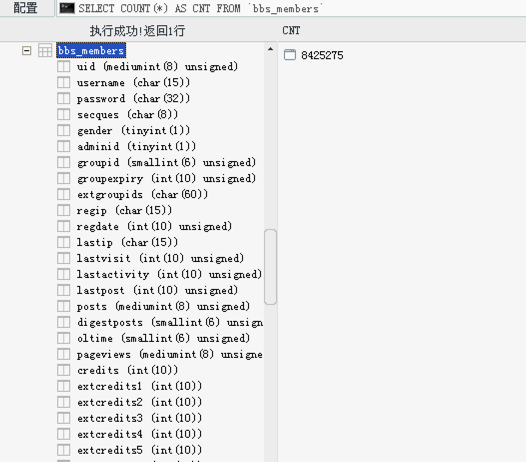 配置
SELECT COUNT(*) AS CNT FROM `bbs_members`
执行成功!返回1行
CNT
bbs_members
8425275
uid (mediumint(8) unsigned)
username (char(15))
password (char(32))
secques (char(8))
gender (tinyint(1))
adminid (tinyint(1))
groupid (smallint(6) unsigned)
groupexpiry (int(10) unsigned)
extgroupids (char(60))
regip (char(15))
regdate (int(10) unsigned)
lastip (char(15))
lastvisit (int(10) unsigned)
lastactivity (int(10) unsigned)
lastpost (int(10) unsigned)
posts (mediumint(8) unsigned)
digestposts (smallint(6) unsign
oltime (smallint(6) unsigned)
pageviews (mediumint(8) unsigne
credits (int(10))
extcredits1 (int(10))
extcredits2 (int(10))
extcredits3 (int(10))
extcredits4 (int(10))
extcredits5 (int(10))